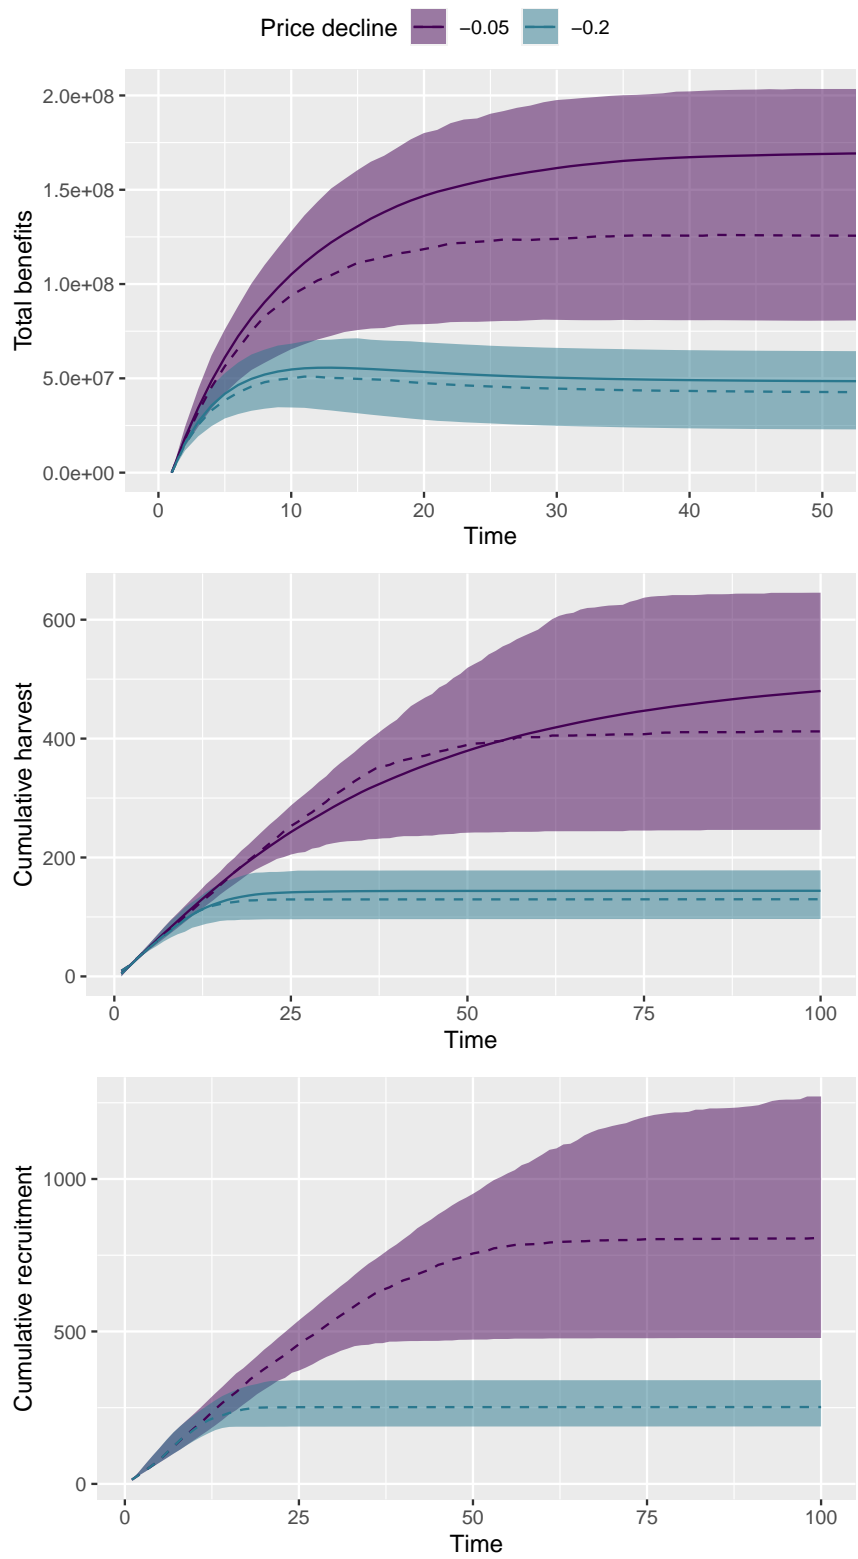 Price decline −0.05 −0.2
Total benefits
2.0e+08
1.5e+08
1.0e+08
5.0e+07
0.0e+00
0 10 20 30 40 50
Time
Cumulative harvest
600
400
200
0
0 25 50 75 100
Time
Cumulative recruitment
1000
500
0
0 25 50 75 100
Time